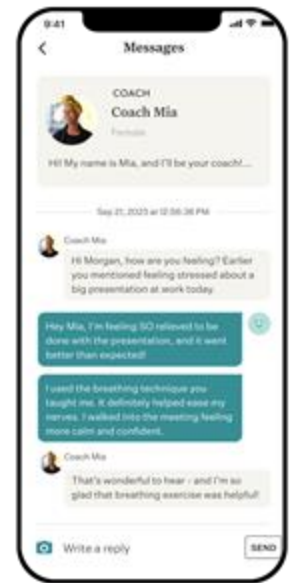 9:41
Messages
COACH
Coach Mia
Hi! My name is Mia, and I'll be your coach!...
Sep 21, 2023 at 12:58:38 PM
Coach Mia
Hi Morgan, how are you feeling? Earlier
you mentioned feeling stressed about a
big presentation at work today.
Hey Mia, I'm feeling SO relieved to be
done with the presentation, and it went
better than expected!
I used the breathing technique you
taught me. It definitely helped ease my
nerves. I walked into the meeting feeling
more calm and confident.
Coach Mia
That's wonderful to hear - and I'm so
glad that breathing exercise was helpful!
Write a reply
SEND